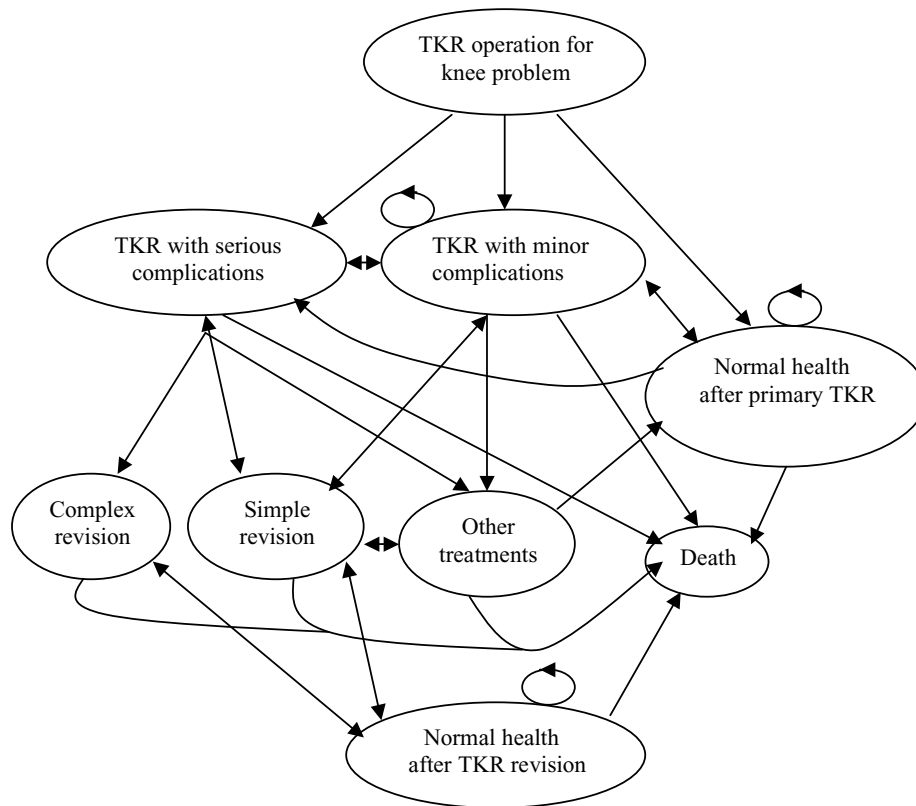 TKR operation for
knee problem
TKR with serious
complications
TKR with minor
complications
Normal health
after primary TKR
Complex
revision
Simple
revision
Other
treatments
Death
Normal health
after TKR revision